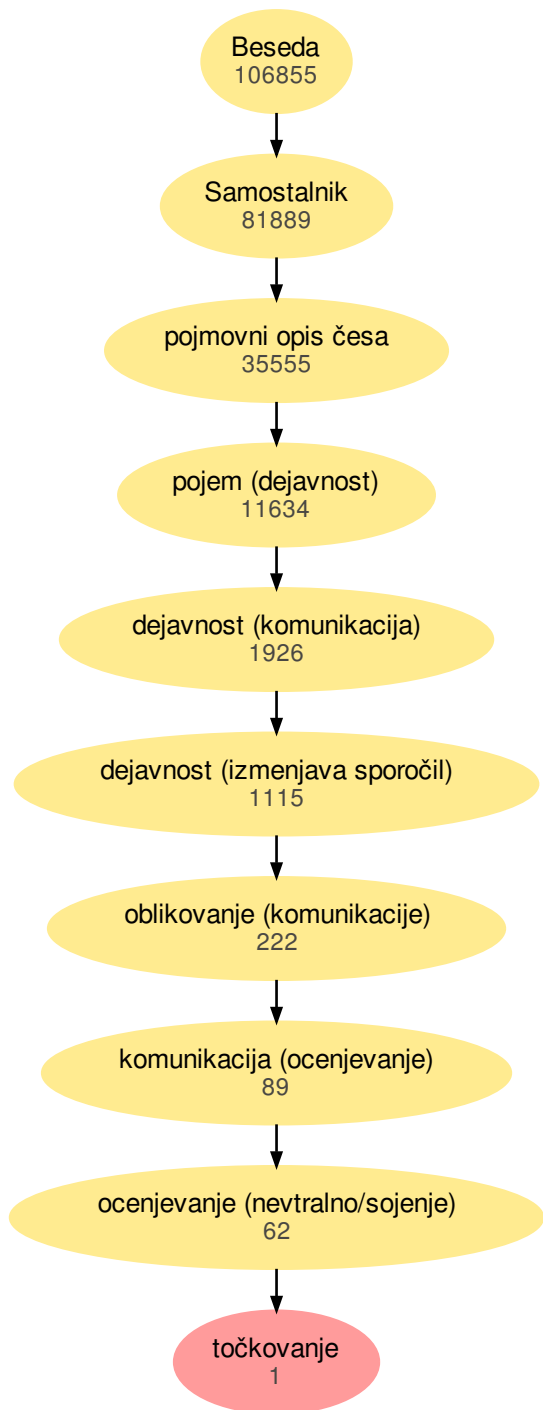 Beseda
106855
Samostalnik
81889
pojmovni opis česa
35555
pojem (dejavnost)
11634
dejavnost (komunikacija)
1926
dejavnost (izmenjava sporočil)
1115
oblikovanje (komunikacije)
222
komunikacija (ocenjevanje)
89
ocenjevanje (nevtralno/sojenje)
62
točkovanje
1